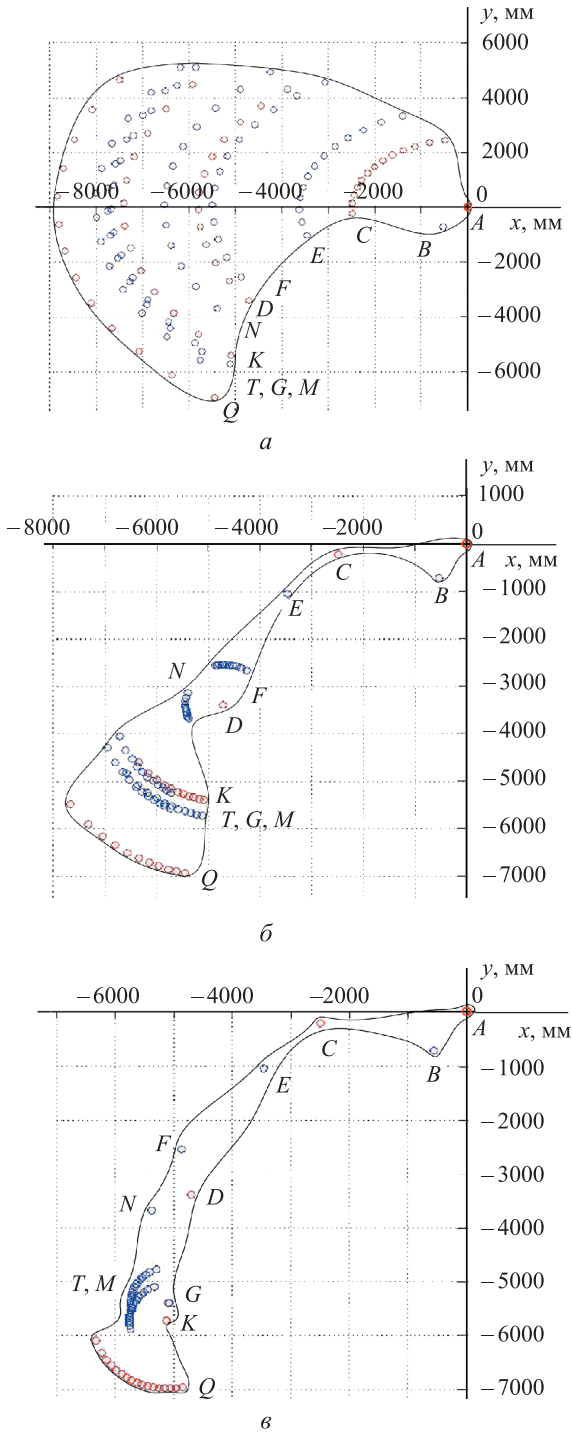 y, мм
6000
4000
2000
−8000 −6000 −4000 −2000 0
A
x, мм
C B
E −2000
F
D −4000
N
K −6000
T, G, M
Q
а
y, мм
1000
−8000 −6000 −4000 −2000 0
A
x, мм
C
B −1000
E
−2000
N
F −3000
D
−4000
−5000
K
T, G, M −6000
Q −7000
б
y, мм
−6000 −4000 −2000 0
A
x, мм
C
B −1000
E
−2000
F
N D −3000
−4000
T, M G −5000
K
−6000
Q −7000
в